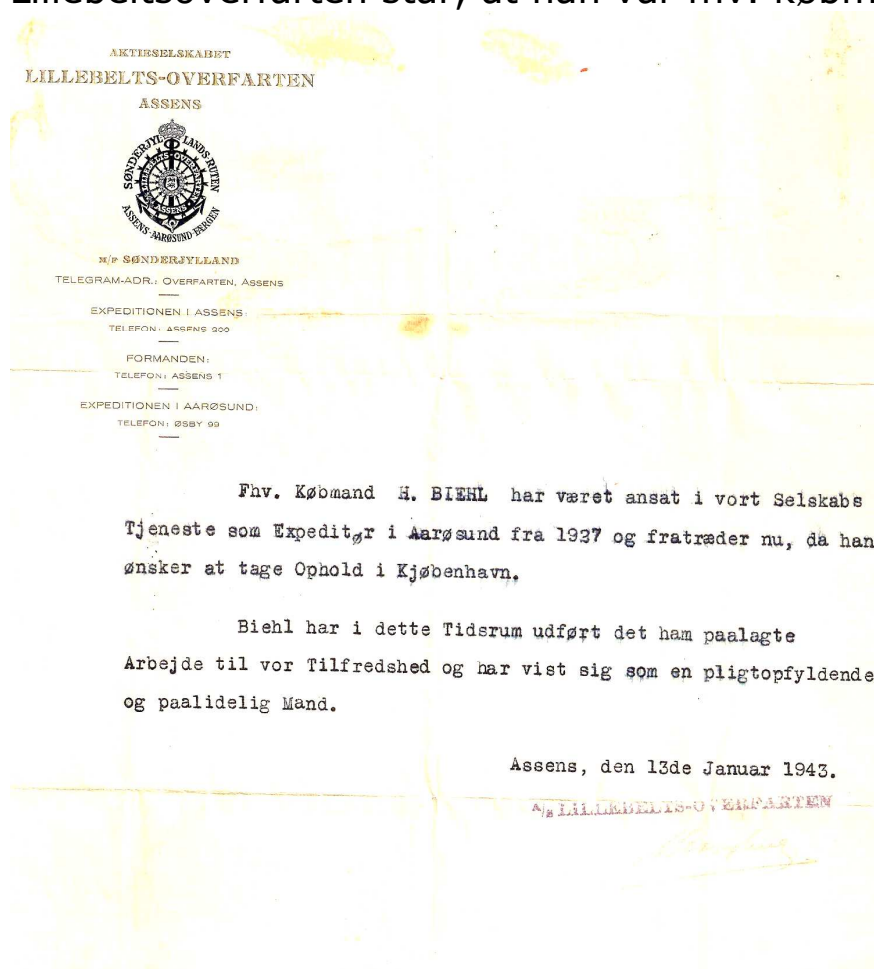 Lillebeltsoverfarten står, at han var fhv. købm
AKTIESELSKABET
LILLEBELTS-OVERFARTEN
ASSENS
SØNDERJYLLANDS-RUTEN
LILLEBELTS-OVERFARTEN
ASSENS
ASSENS-AARØSUND-FÆRGEN
M/F SØNDERJYLLAND
TELEGRAM-ADR.: OVERFARTEN, ASSENS
EXPEDITIONEN I ASSENS:
TELEFON: ASSENS 200
FORMANDEN:
TELEFON: ASSENS 1
EXPEDITIONEN I AARØSUND:
TELEFON: ØSBY 99
Fhv. Købmand H. BIEHL har været ansat i vort Selskabs
Tjeneste som Expeditør i Aarøsund fra 1937 og fratræder nu, da han
ønsker at tage Ophold i Kjøbenhavn.
Biehl har i dette Tidsrum udført det ham paalagte
Arbejde til vor Tilfredshed og har vist sig som en pligtopfyldende
og paalidelig Mand.
Assens, den 13de Januar 1943.
A/S LILLEBELTS-OVERFARTEN